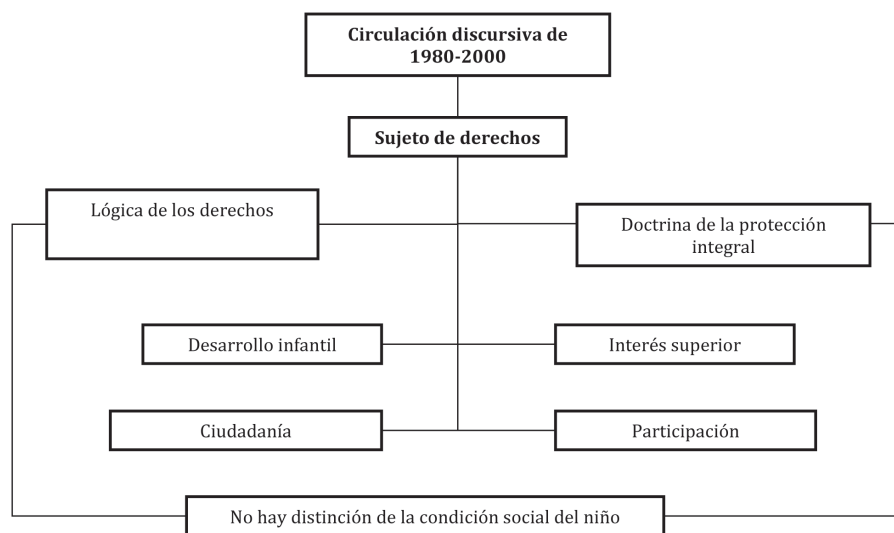 Circulación discursiva de
1980-2000
Sujeto de derechos
Lógica de los derechos
Doctrina de la protección
integral
Desarrollo infantil
Interés superior
Ciudadanía
Participación
No hay distinción de la condición social del niño